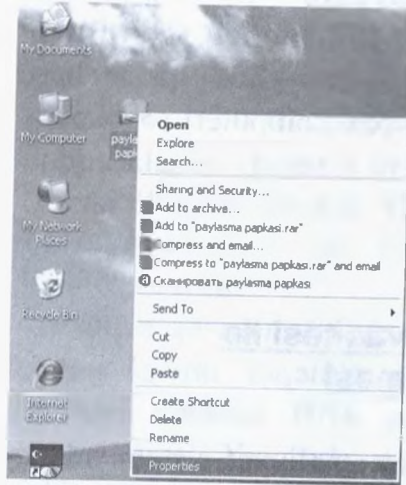 My Documents
My Computer
My Network
Places
Recycle Bin
Internet
Explorer
Open
Explore
Search...
Sharing and Security...
Add to archive...
Add to "paylasma papkasi.rar"
Compress and email...
Compress to "paylasma papkasi.rar" and email
Сканировать paylasma papkasi
Send To
Cut
Copy
Paste
Create Shortcut
Delete
Rename
Properties